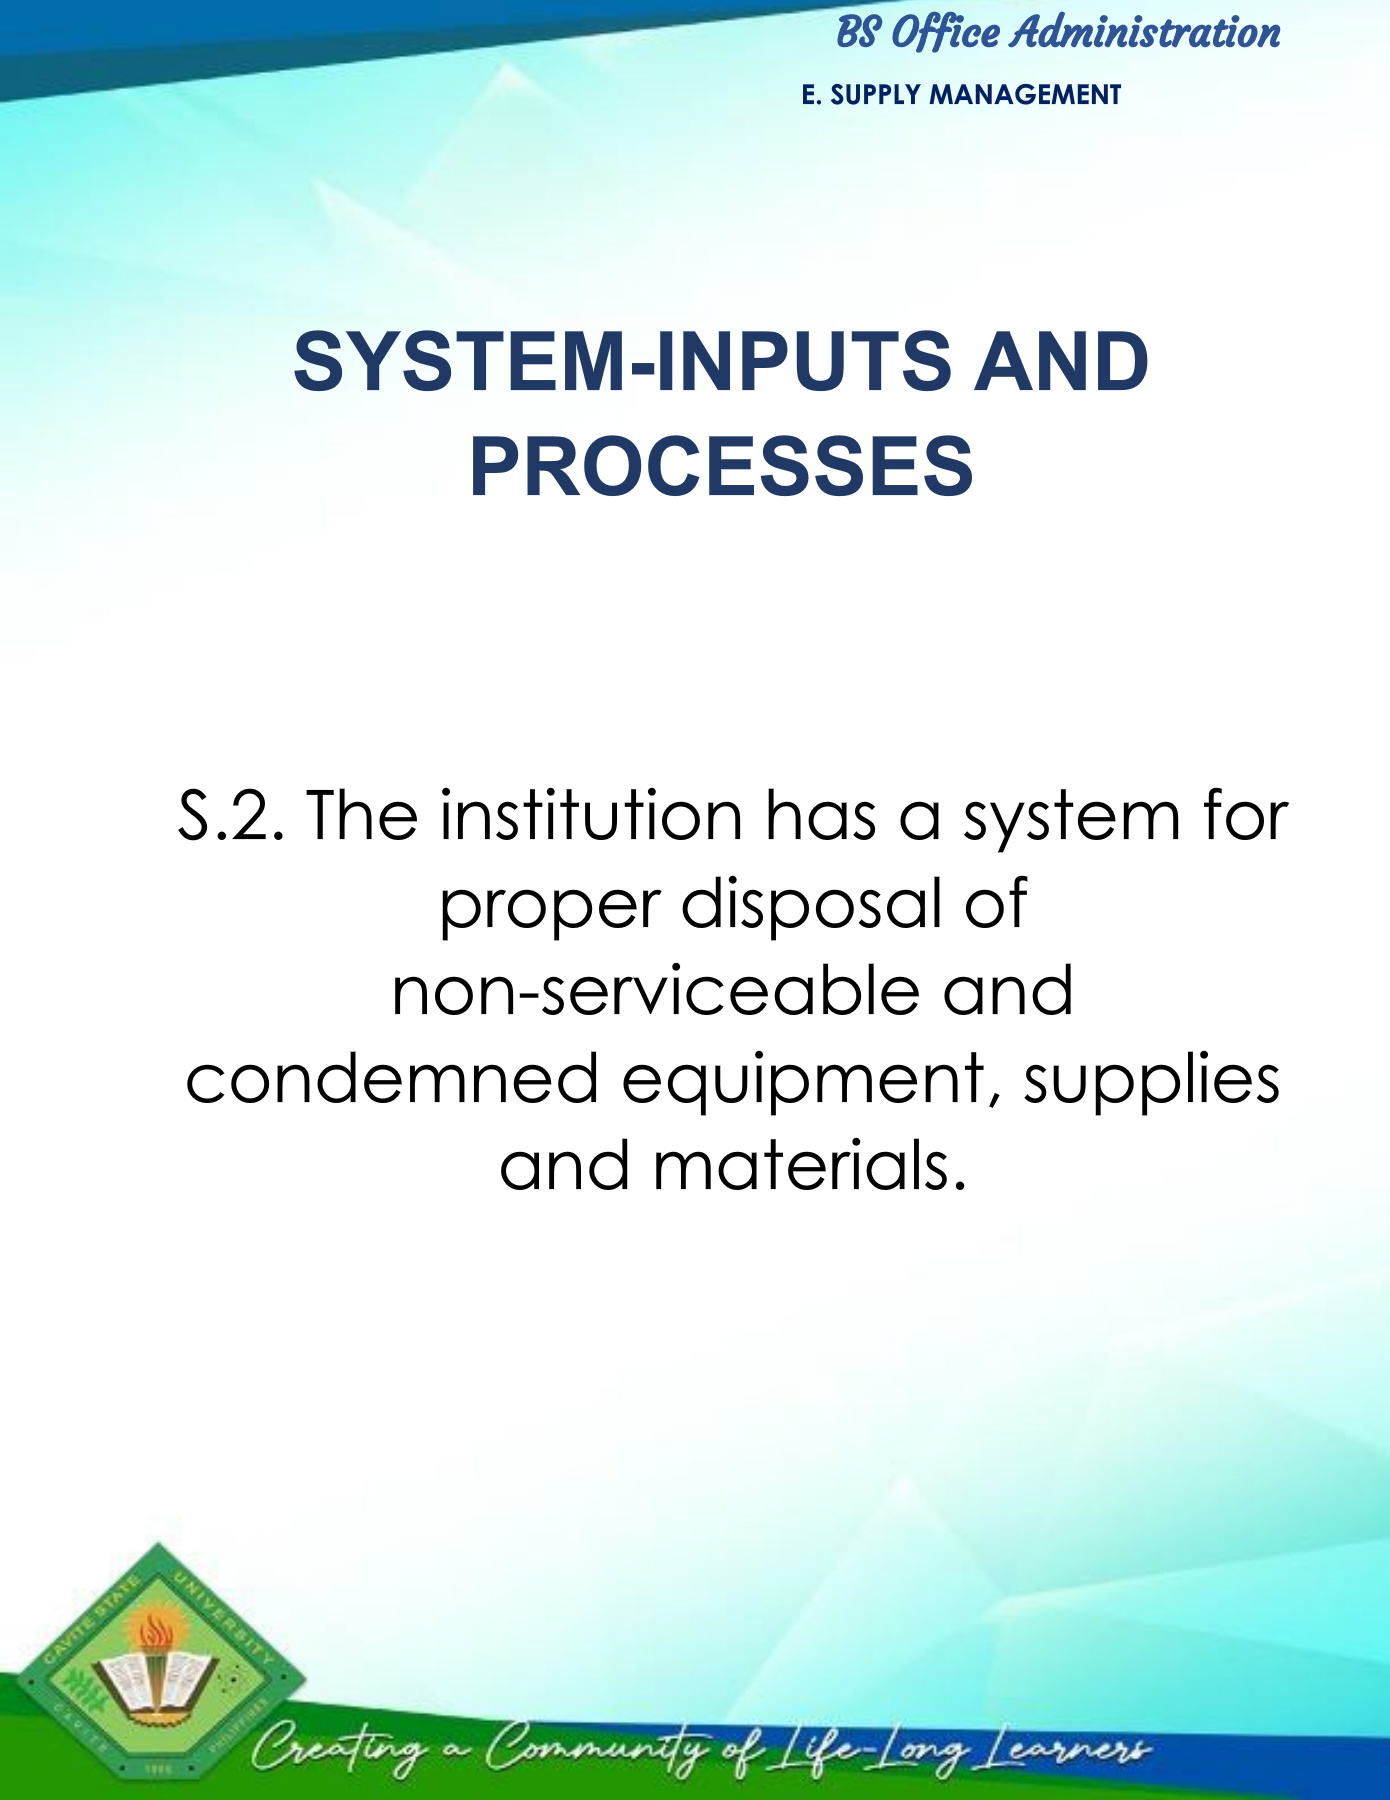 BS Office Administration
E. SUPPLY MANAGEMENT
SYSTEM-INPUTS AND
PROCESSES
S.2. The institution has a system for
proper disposal of
non-serviceable and
condemned equipment, supplies
and materials.
CAVITE STATE UNIVERSITY
CAVITE 1906 PHILIPPINES
Creating a Community of Life-Long Learners